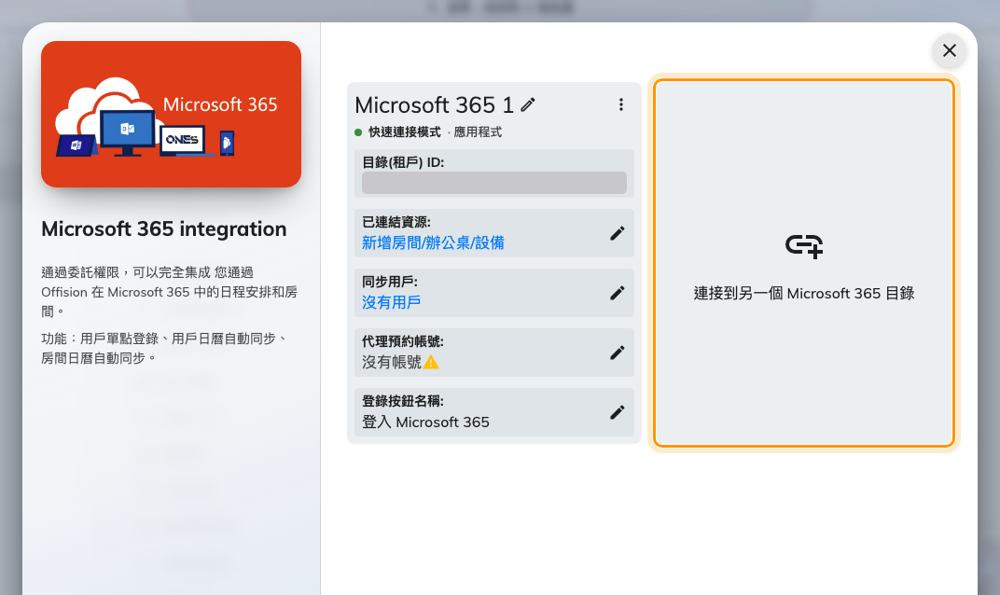 Microsoft 365
ONES
Microsoft 365 integration
通過委託權限，可以完全集成 您通過
Offision 在 Microsoft 365 中的日程安排和房
間。
功能：用戶單點登錄、用戶日曆自動同步、
房間日曆自動同步。
Microsoft 365 1
快速連接模式 · 應用程式
目錄(租戶) ID:
已連結資源:
新增房間/辦公桌/設備
同步用戶:
沒有用戶
代理預約帳號:
沒有帳號
登錄按鈕名稱:
登入 Microsoft 365
連接到另一個 Microsoft 365 目錄